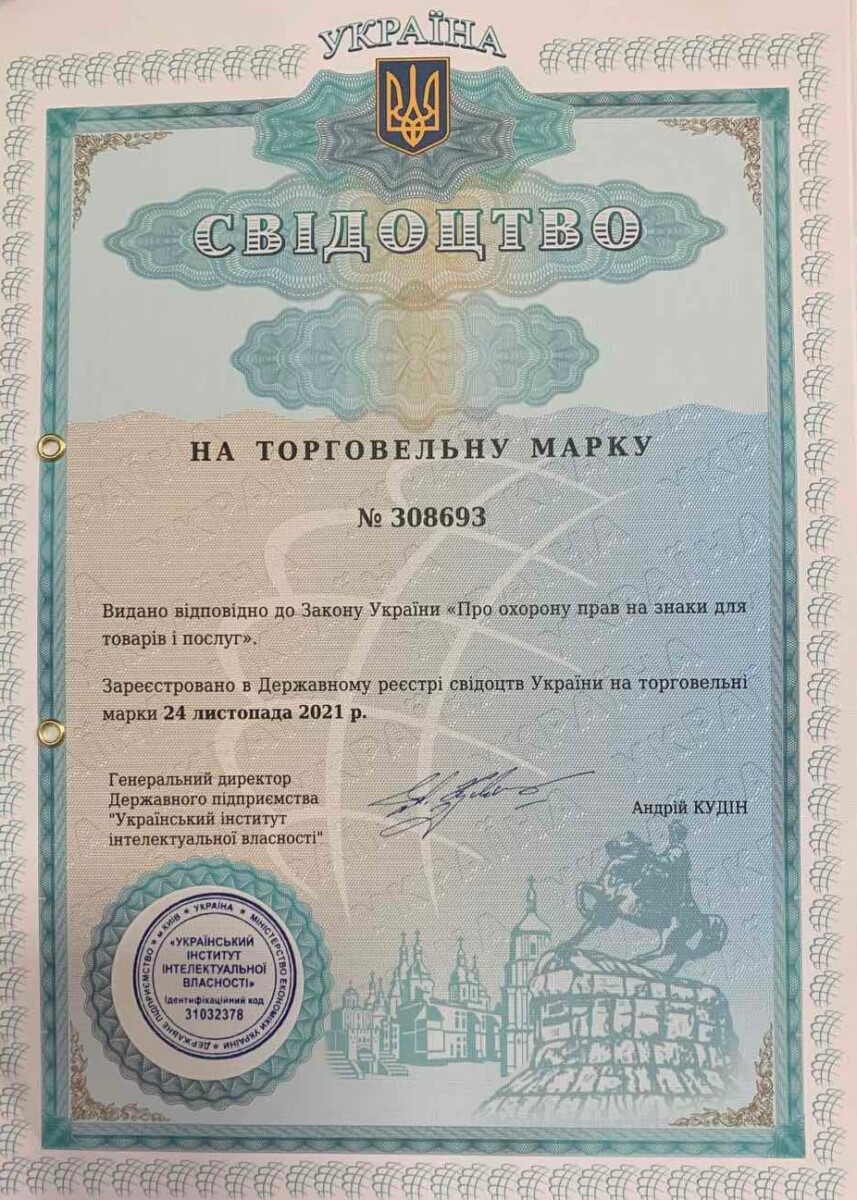 УКРАЇНА
СВІДОЦТВО
НА ТОРГОВЕЛЬНУ МАРКУ
№ 308693
Видано відповідно до Закону України «Про охорону прав на знаки для
товарів і послуг».
Зареєстровано в Державному реєстрі свідоцтв України на торговельні
марки 24 листопада 2021 р.
Генеральний директор
Державного підприємства
"Український інститут
інтелектуальної власності"
Андрій КУДІН
ДЕРЖАВНЕ ПІДПРИЄМСТВО ★ м.КИЇВ ★ УКРАЇНА ★ МІНІСТЕРСТВО ЕКОНОМІКИ УКРАЇНИ ★
«УКРАЇНСЬКИЙ
ІНСТИТУТ
ІНТЕЛЕКТУАЛЬНОЇ
ВЛАСНОСТІ»
Ідентифікаційний код
31032378